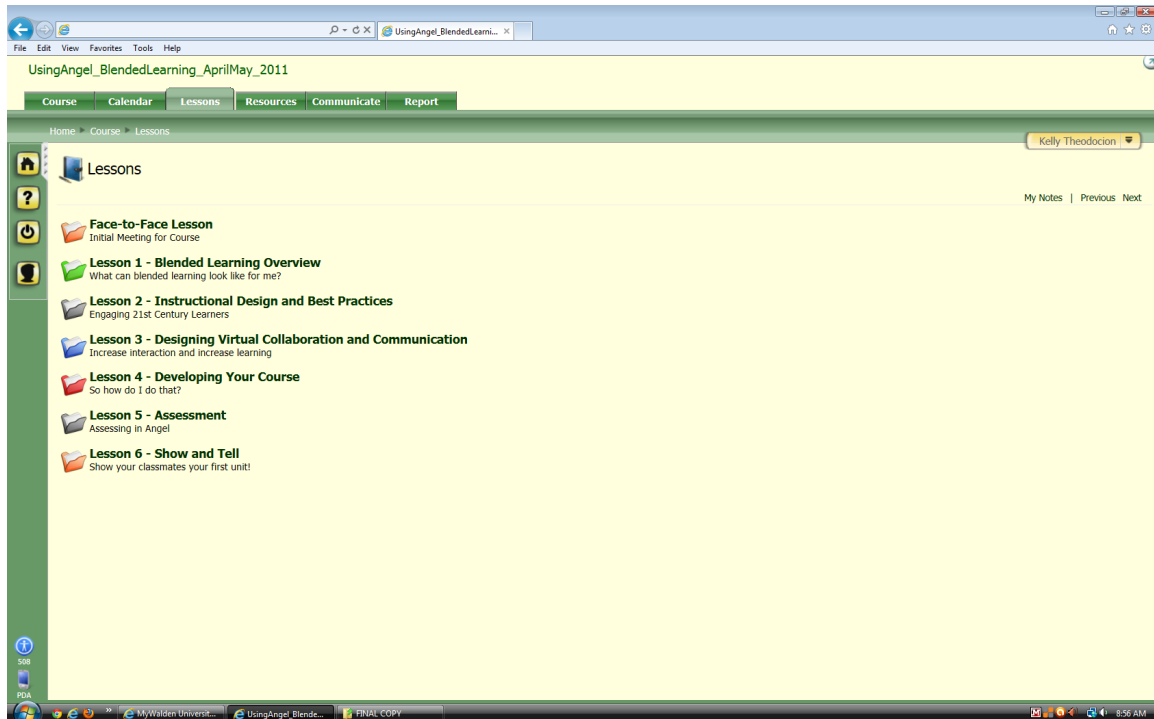 UsingAngel_BlendedLearni...
File Edit View Favorites Tools Help
UsingAngel_BlendedLearning_AprilMay_2011
Course Calendar Lessons Resources Communicate Report
Home Course Lessons
Kelly Theodocion
Lessons
My Notes | Previous Next
Face-to-Face Lesson
Initial Meeting for Course
Lesson 1 - Blended Learning Overview
What can blended learning look like for me?
Lesson 2 - Instructional Design and Best Practices
Engaging 21st Century Learners
Lesson 3 - Designing Virtual Collaboration and Communication
Increase interaction and increase learning
Lesson 4 - Developing Your Course
So how do I do that?
Lesson 5 - Assessment
Assessing in Angel
Lesson 6 - Show and Tell
Show your classmates your first unit!
508
PDA
MyWalden Universit... UsingAngel_Blende... FINAL COPY 8:56 AM